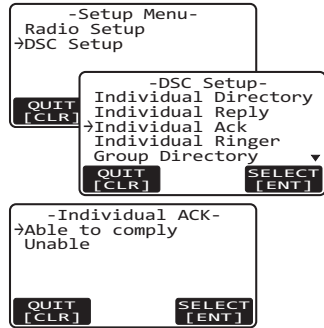 -Setup Menu-
Radio Setup
→DSC Setup
QUIT
[CLR]
-DSC Setup-
Individual Directory
Individual Reply
→Individual Ack
Individual Ringer
Group Directory ▼
QUIT SELECT
[CLR] [ENT]
-Individual ACK-
→Able to comply
Unable
QUIT SELECT
[CLR] [ENT]